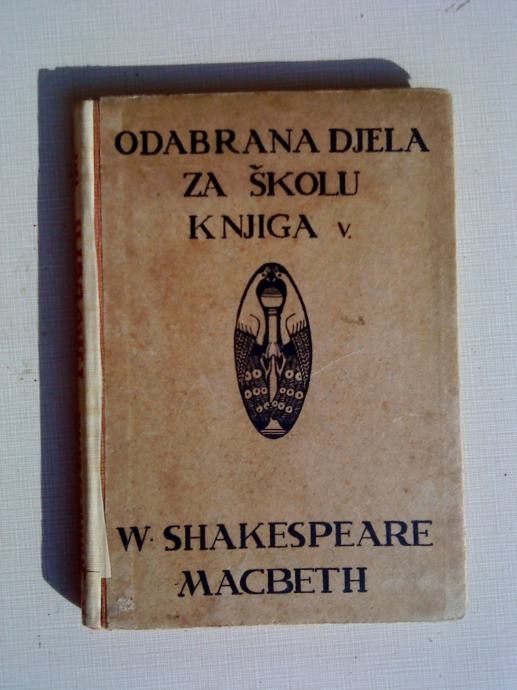 ODABRANA DJELA
ZA ŠKOLU
KNJIGA V.
W. SHAKESPEARE
MACBETH